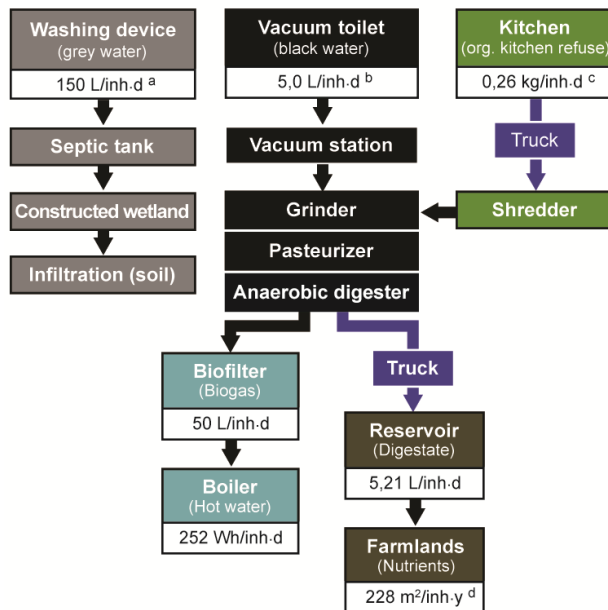 Washing device
(grey water)
150 L/inh·d ᵃ
Septic tank
Constructed wetland
Infiltration (soil)
Vacuum toilet
(black water)
5,0 L/inh·d ᵇ
Vacuum station
Grinder
Pasteurizer
Anaerobic digester
Kitchen
(org. kitchen refuse)
0,26 kg/inh·d ᶜ
Truck
Shredder
Biofilter
(Biogas)
50 L/inh·d
Boiler
(Hot water)
252 Wh/inh·d
Truck
Reservoir
(Digestate)
5,21 L/inh·d
Farmlands
(Nutrients)
228 m²/inh·y ᵈ